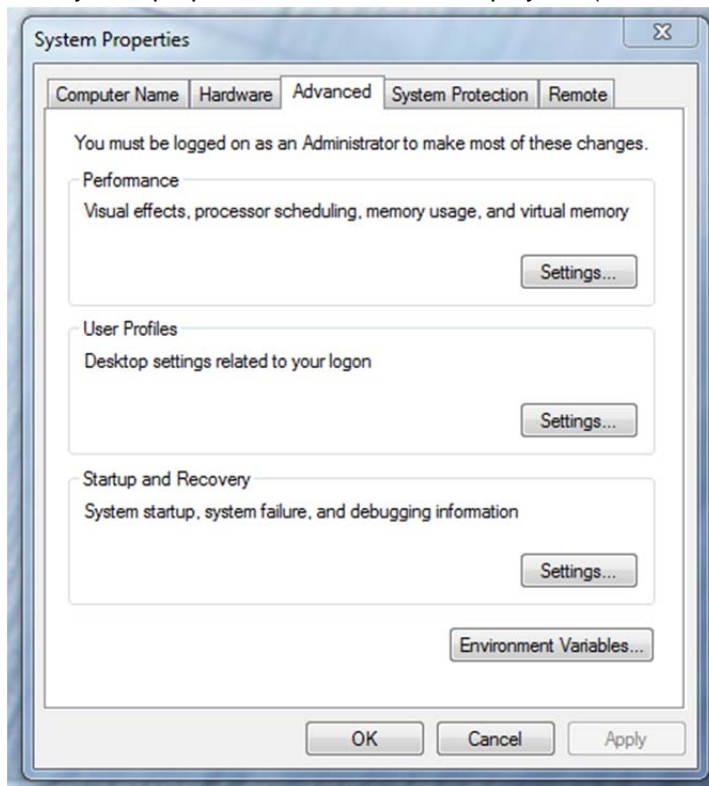 System Properties
Computer Name Hardware Advanced System Protection Remote
You must be logged on as an Administrator to make most of these changes.
Performance
Visual effects, processor scheduling, memory usage, and virtual memory
Settings...
User Profiles
Desktop settings related to your logon
Settings...
Startup and Recovery
System startup, system failure, and debugging information
Settings...
Environment Variables...
OK Cancel Apply